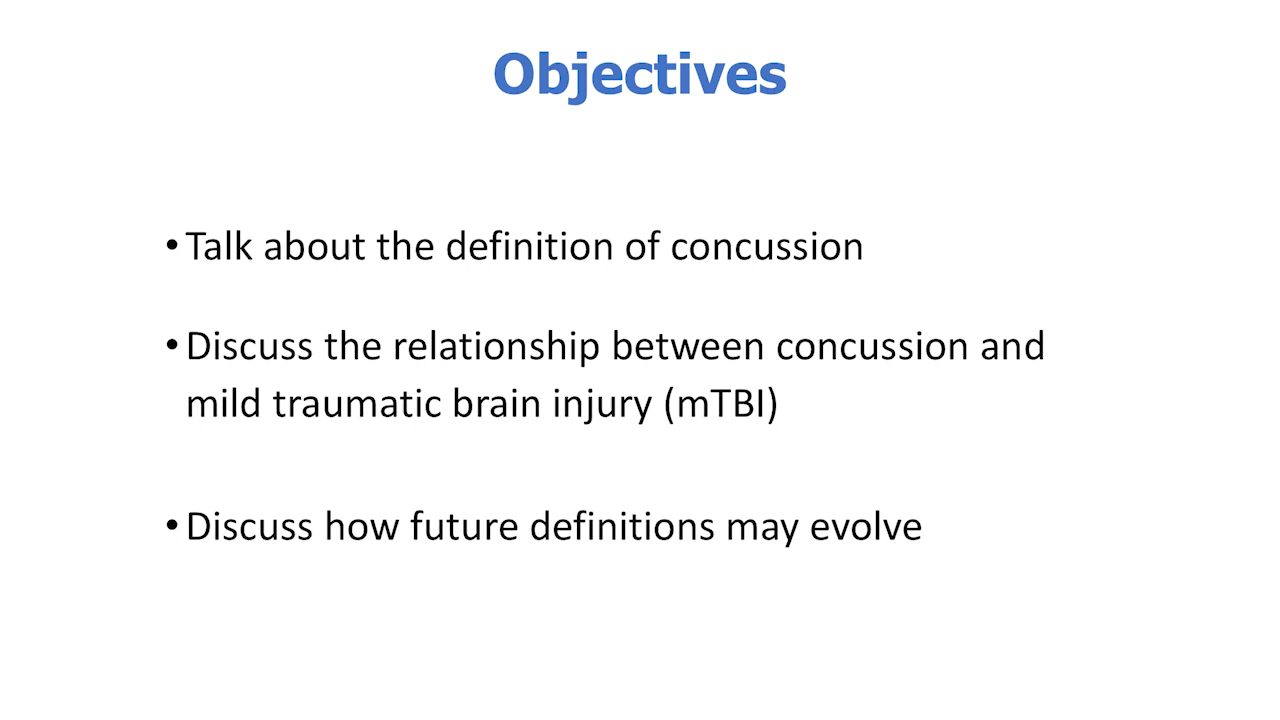 Objectives
• Talk about the definition of concussion
• Discuss the relationship between concussion and
mild traumatic brain injury (mTBI)
• Discuss how future definitions may evolve